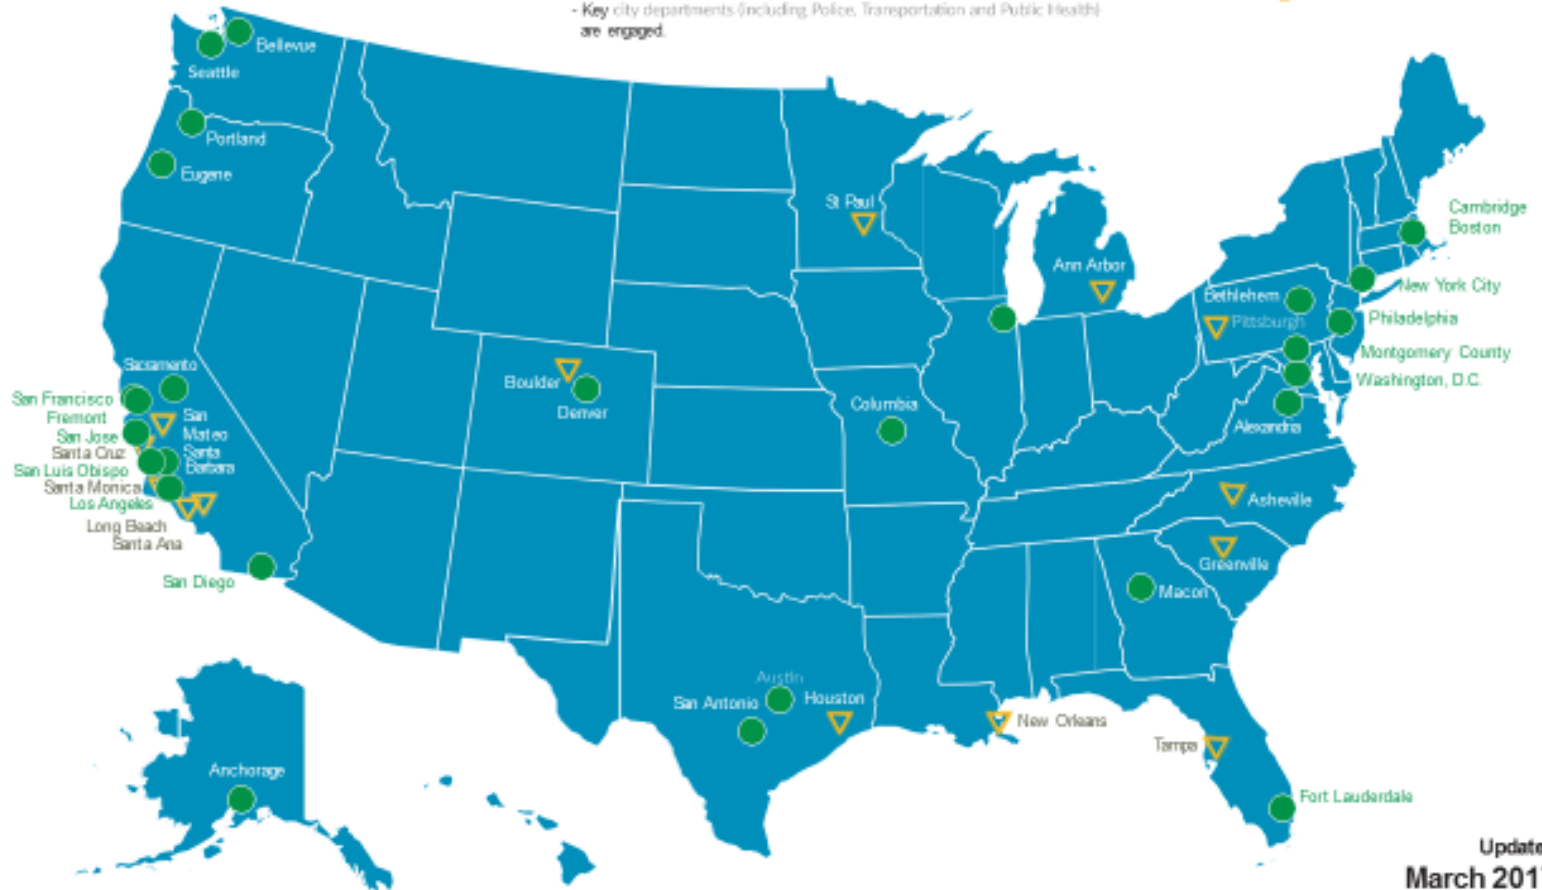 - Key city departments (including Police, Transportation and Public Health)
are engaged.
Bellevue
Seattle
Portland
Eugene
St Paul
Ann Arbor
Cambridge
Boston
New York City
Bethlehem
Pittsburgh
Philadelphia
Montgomery County
Washington, D.C.
Alexandria
Sacramento
San Francisco
Fremont
San Jose
Santa Cruz
San Luis Obispo
Santa Monica
Los Angeles
Long Beach
Santa Ana
San
Mateo
Santa
Barbara
San Diego
Boulder
Denver
Columbia
Asheville
Greenville
Macon
Austin
San Antonio
Houston
New Orleans
Tampa
Fort Lauderdale
Anchorage
Update
March 201